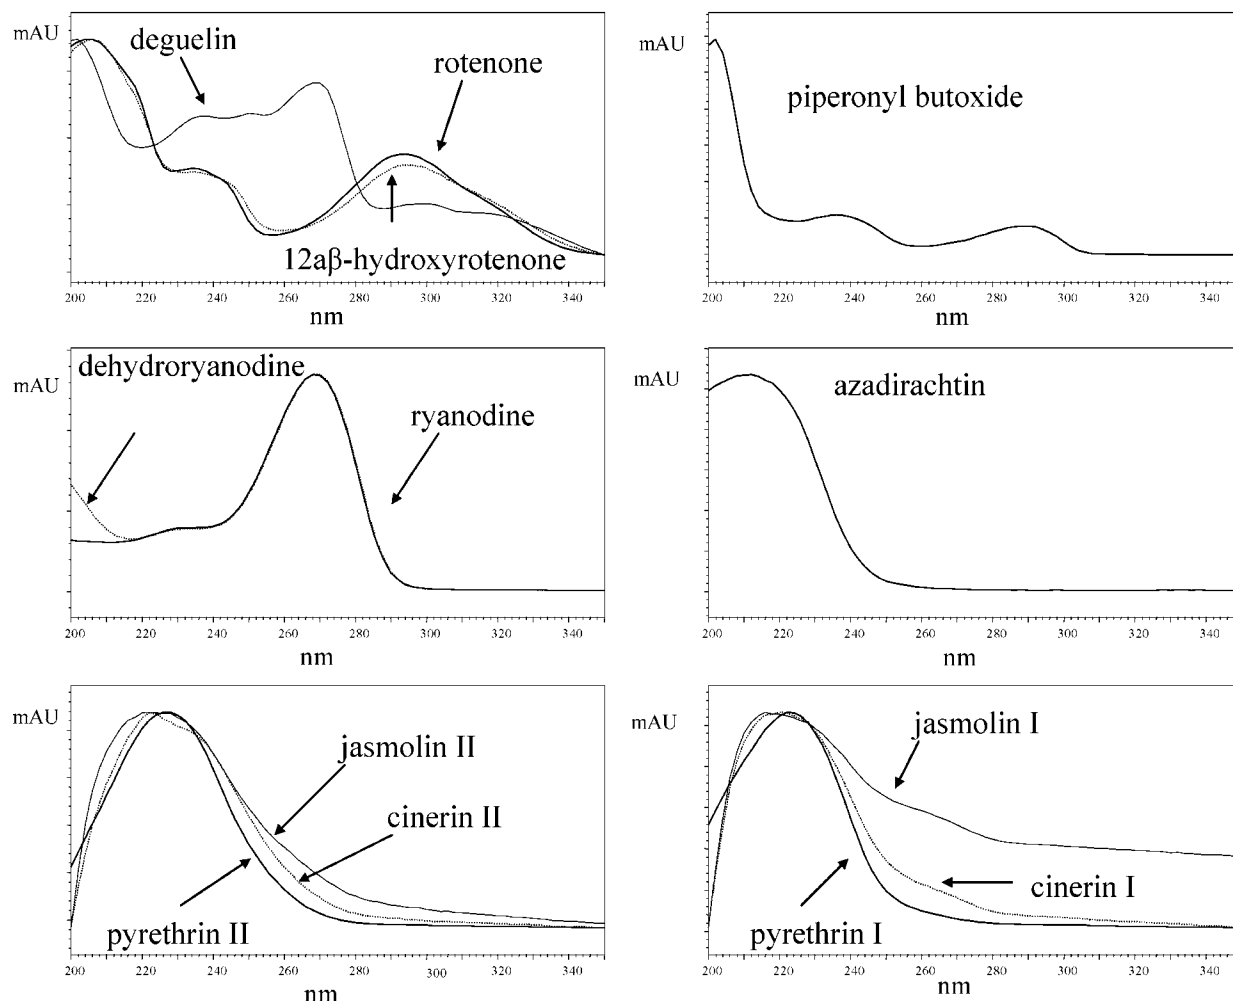 mAU
deguelin
rotenone
12aβ-hydroxyrotenone
200 220 240 260 280 300 320 340
nm
mAU
piperonyl butoxide
200 220 240 260 280 300 320 340
nm
mAU
dehydroryanodine
ryanodine
200 220 240 260 280 300 320 340
nm
mAU
azadirachtin
200 220 240 260 280 300 320 340
nm
mAU
jasmolin II
cinerin II
pyrethrin II
200 220 240 260 280 300 320 340
nm
mAU
jasmolin I
cinerin I
pyrethrin I
200 220 240 260 280 300 320 340
nm